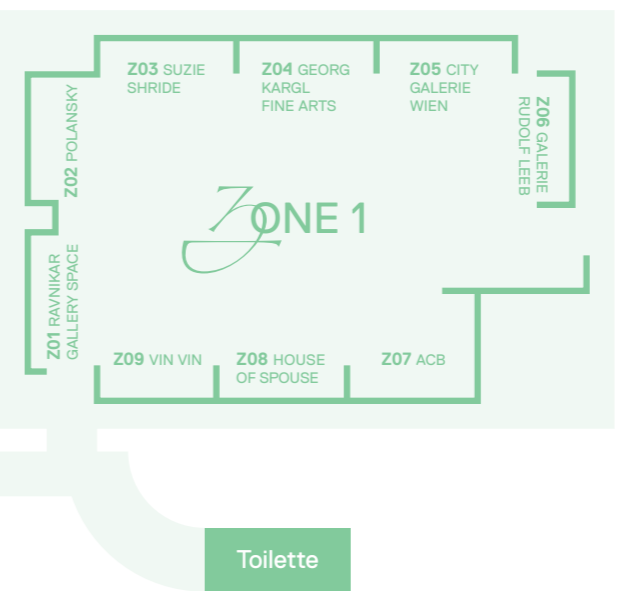 Z03 SUZIE
SHRIDE
Z04 GEORG
KARGL
FINE ARTS
Z05 CITY
GALERIE
WIEN
Z06 GALERIE
RUDOLF LEEB
Z02 POLANSKY
ZONE 1
Z01 RAVNIKAR
GALLERY SPACE
Z09 VIN VIN
Z08 HOUSE
OF SPOUSE
Z07 ACB
Toilette